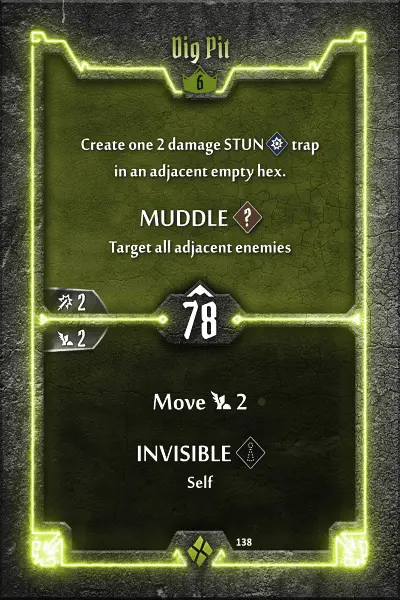 Dig Pit
6
Create one 2 damage STUN trap
in an adjacent empty hex.
MUDDLE ?
Target all adjacent enemies
2
78
2
Move 2
INVISIBLE
Self
138